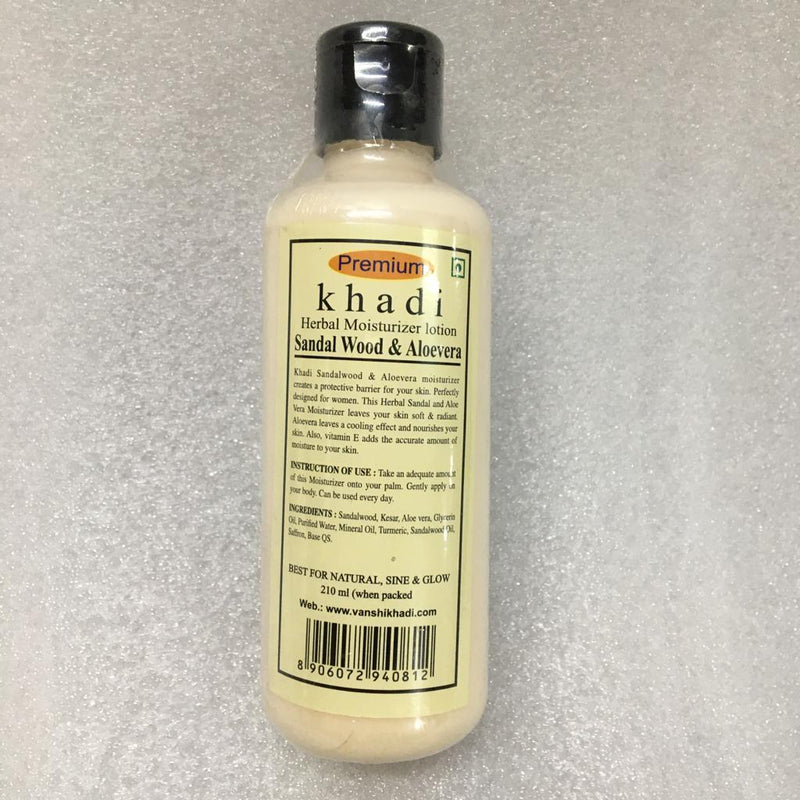 Premium
khadi
Herbal Moisturizer lotion
Sandal Wood & Aloevera
Khadi Sandalwood & Aloevera moisturizer
creates a protective barrier for your skin. Perfectly
designed for women. This Herbal Sandal and Aloe
Vera Moisturizer leaves your skin soft & radiant.
Aloevera leaves a cooling effect and nourishes your
skin. Also, vitamin E adds the accurate amount of
moisture to your skin.
INSTRUCTION OF USE : Take an adequate amount
of this Moisturizer onto your palm. Gently apply on
your body. Can be used every day.
INGREDIENTS : Sandalwood, Kesar, Aloe vera, Glycerin
Oil, Purified Water, Mineral Oil, Turmeric, Sandalwood Oil,
Saffron, Base QS.
BEST FOR NATURAL, SINE & GLOW
210 ml (when packed
Web.: www.vanshikhadi.com
8 906072 940812